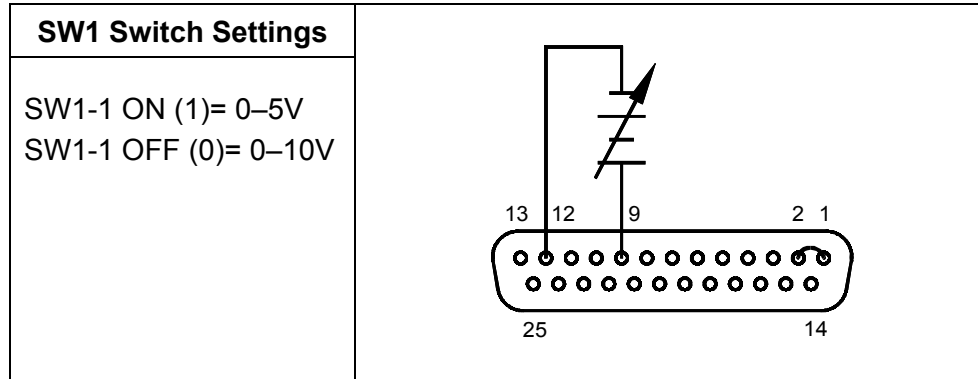 SW1 Switch Settings
SW1-1 ON (1)= 0–5V
SW1-1 OFF (0)= 0–10V
13 12 9 2 1
25 14